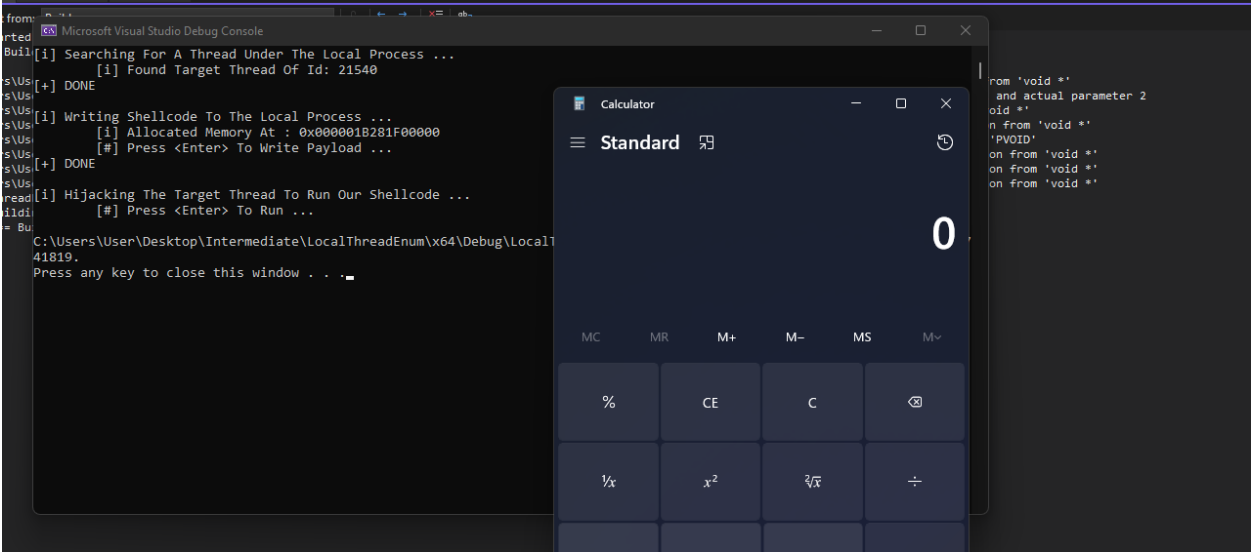 from:
Microsoft Visual Studio Debug Console
[i] Searching For A Thread Under The Local Process ...
[i] Found Target Thread Of Id: 21540
[+] DONE
[i] Writing Shellcode To The Local Process ...
[i] Allocated Memory At : 0x000001B281F00000
[#] Press <Enter> To Write Payload ...
[+] DONE
[i] Hijacking The Target Thread To Run Our Shellcode ...
[#] Press <Enter> To Run ...
C:\Users\User\Desktop\Intermediate\LocalThreadEnum\x64\Debug\LocalT
41819.
Press any key to close this window . . .
Calculator
Standard
0
MC MR M+ M− MS M
% CE C
¹/x x² ²√x ÷
rom 'void *'
and actual parameter 2
oid *'
n from 'void *'
'PVOID'
on from 'void *'
on from 'void *'
on from 'void *'